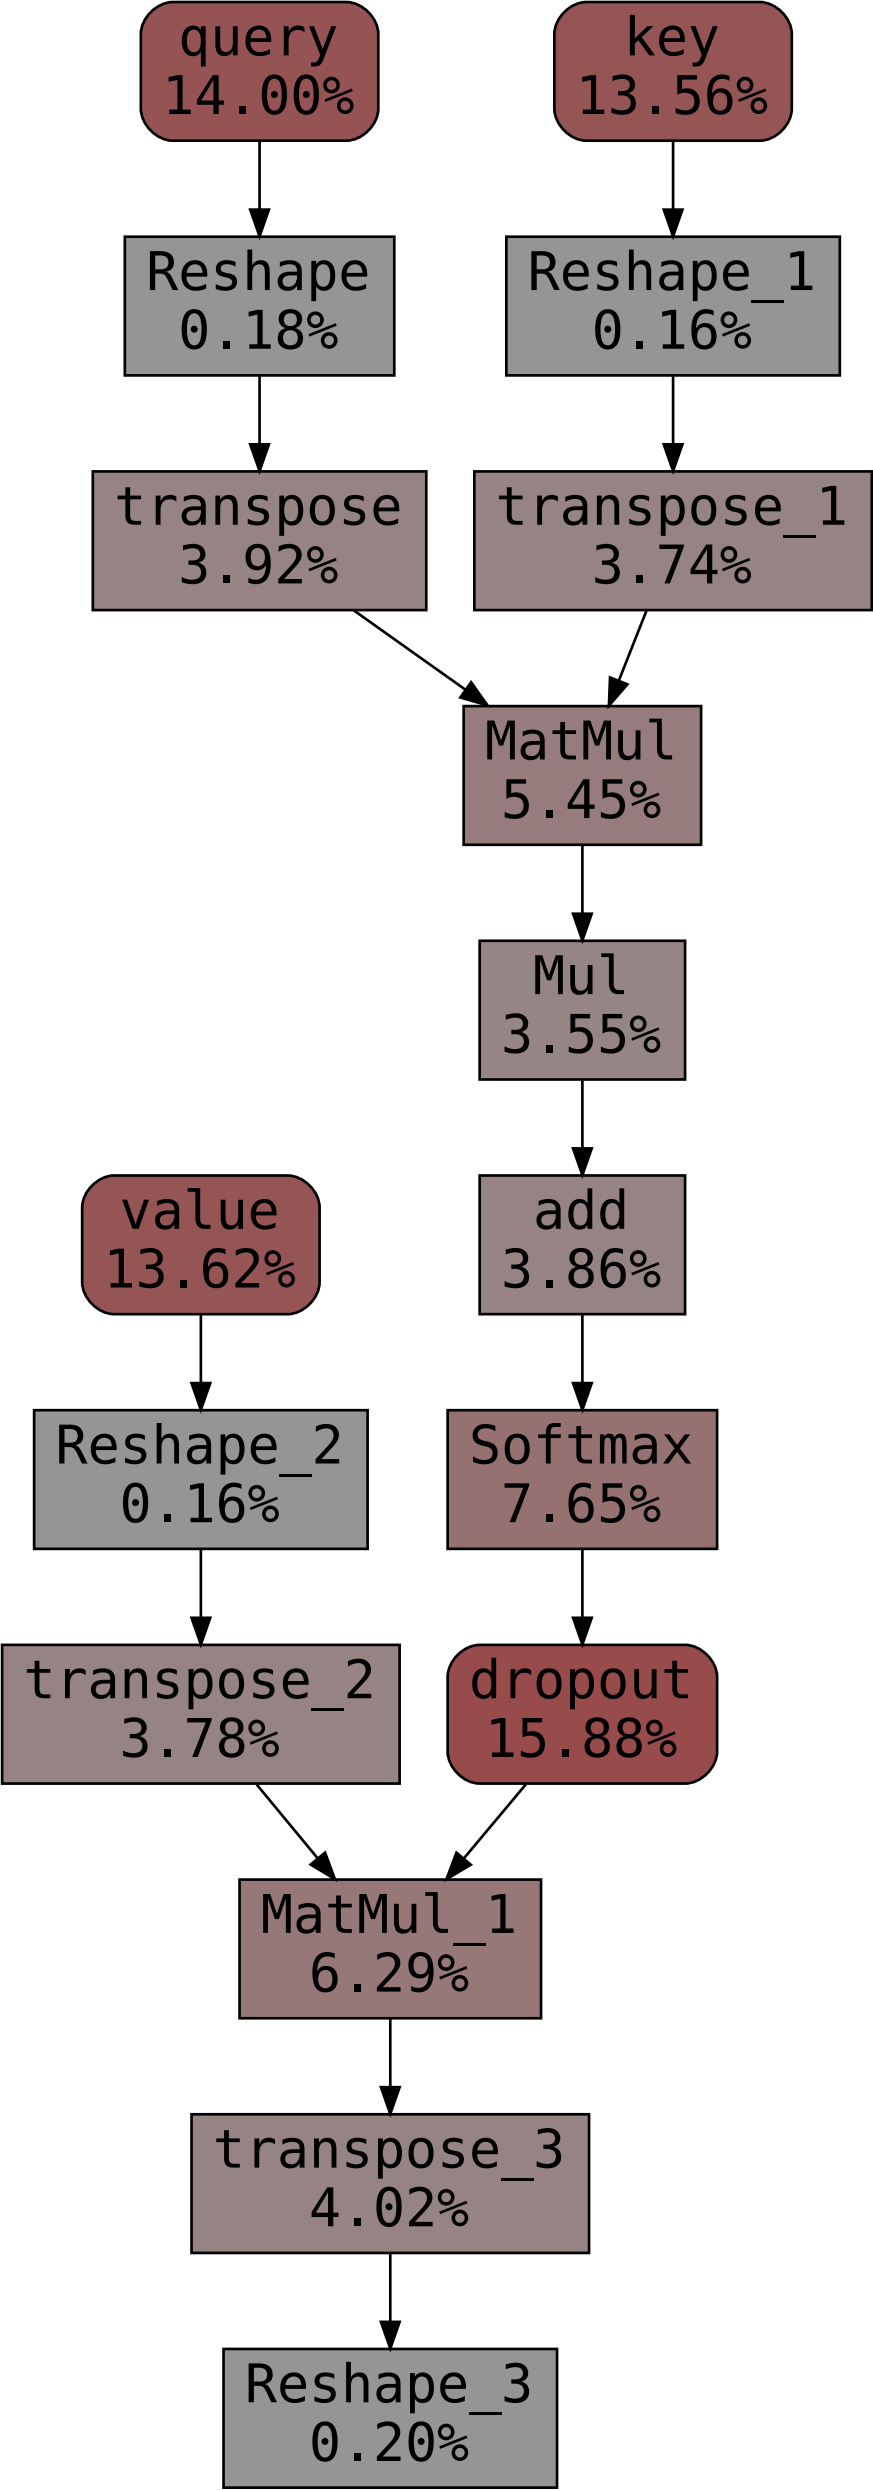 query
14.00%
key
13.56%
Reshape
0.18%
Reshape_1
0.16%
transpose
3.92%
transpose_1
3.74%
MatMul
5.45%
Mul
3.55%
value
13.62%
add
3.86%
Reshape_2
0.16%
Softmax
7.65%
transpose_2
3.78%
dropout
15.88%
MatMul_1
6.29%
transpose_3
4.02%
Reshape_3
0.20%